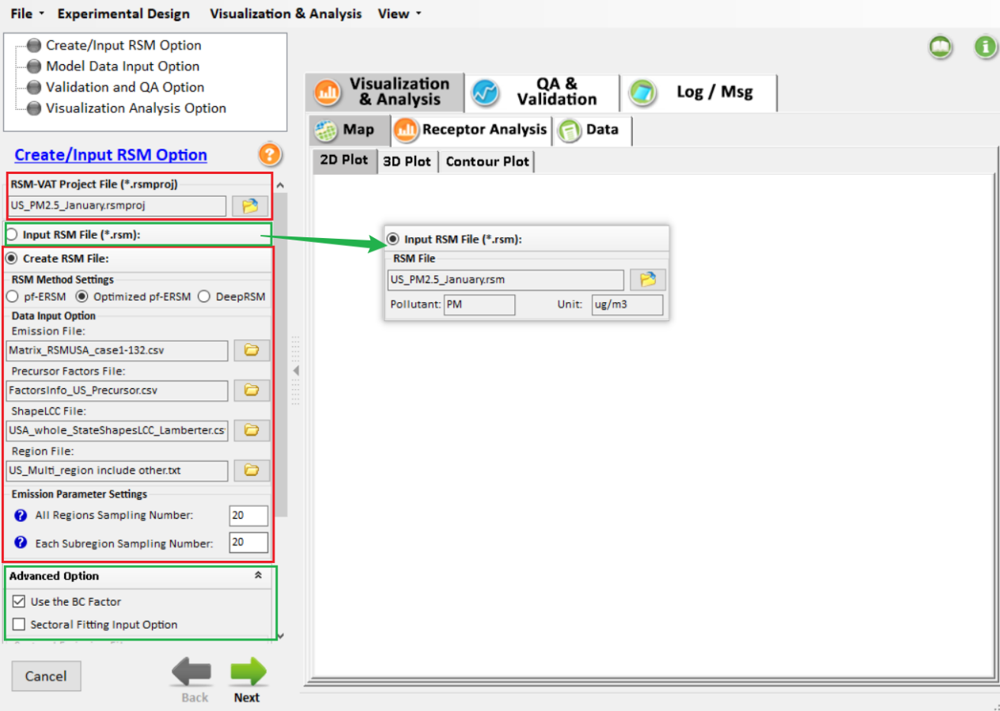 File Experimental Design Visualization & Analysis View
Create/Input RSM Option
Model Data Input Option
Validation and QA Option
Visualization Analysis Option
Create/Input RSM Option
RSM-VAT Project File (*.rsmproj)
US_PM2.5_January.rsmproj
Input RSM File (*.rsm):
Create RSM File:
RSM Method Settings
pf-ERSM Optimized pf-ERSM DeepRSM
Data Input Option
Emission File:
Matrix_RSMUSA_case1-132.csv
Precursor Factors File:
FactorsInfo_US_Precursor.csv
ShapeLCC File:
USA_whole_StateShapesLCC_Lamberter.cs
Region File:
US_Multi_region include other.txt
Emission Parameter Settings
All Regions Sampling Number: 20
Each Subregion Sampling Number: 20
Advanced Option
Use the BC Factor
Sectoral Fitting Input Option
Cancel
Back
Next
Visualization
& Analysis
QA &
Validation
Log / Msg
Map Receptor Analysis Data
2D Plot 3D Plot Contour Plot
Input RSM File (*.rsm):
RSM File
US_PM2.5_January.rsm
Pollutant: PM Unit: ug/m3